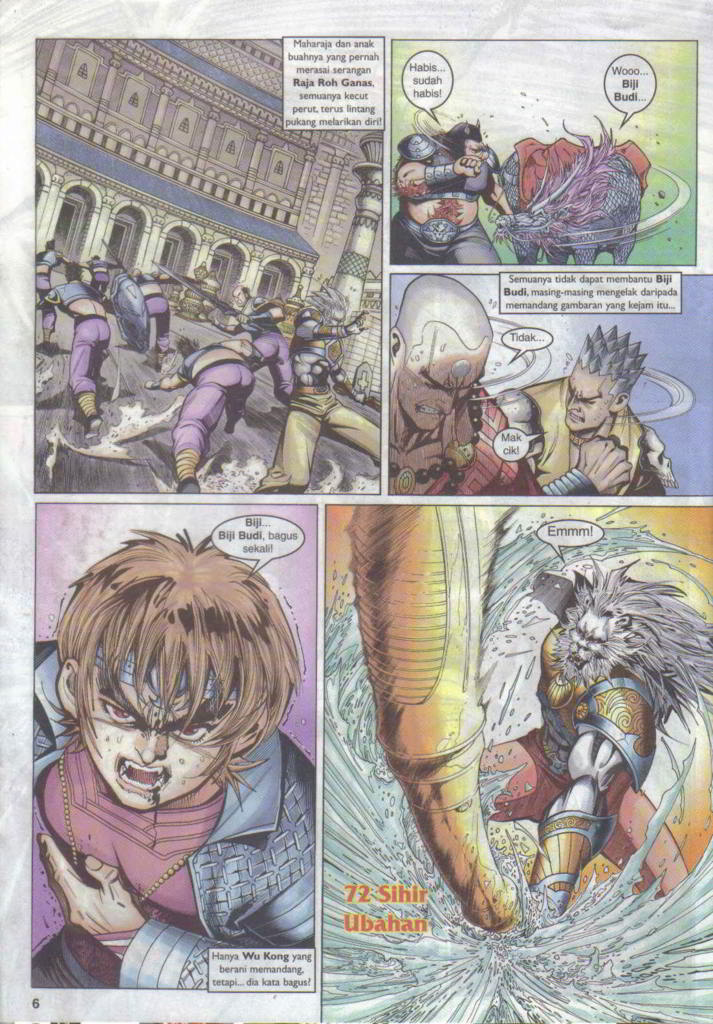 Maharaja dan anak
buahnya yang pernah
merasai serangan
Raja Roh Ganas,
semuanya kecut
perut, terus lintang
pukang melarikan diri!
Habis...
sudah
habis!
Wooo...
Biji
Budi...
Semuanya tidak dapat membantu Biji
Budi, masing-masing mengelak daripada
memandang gambaran yang kejam itu...
Tidak...
Mak
cik!
Biji...
Biji Budi, bagus
sekali!
Hanya Wu Kong yang
berani memandang,
tetapi... dia kata bagus!
Emmm!
72 Sihir
Ubahan
6